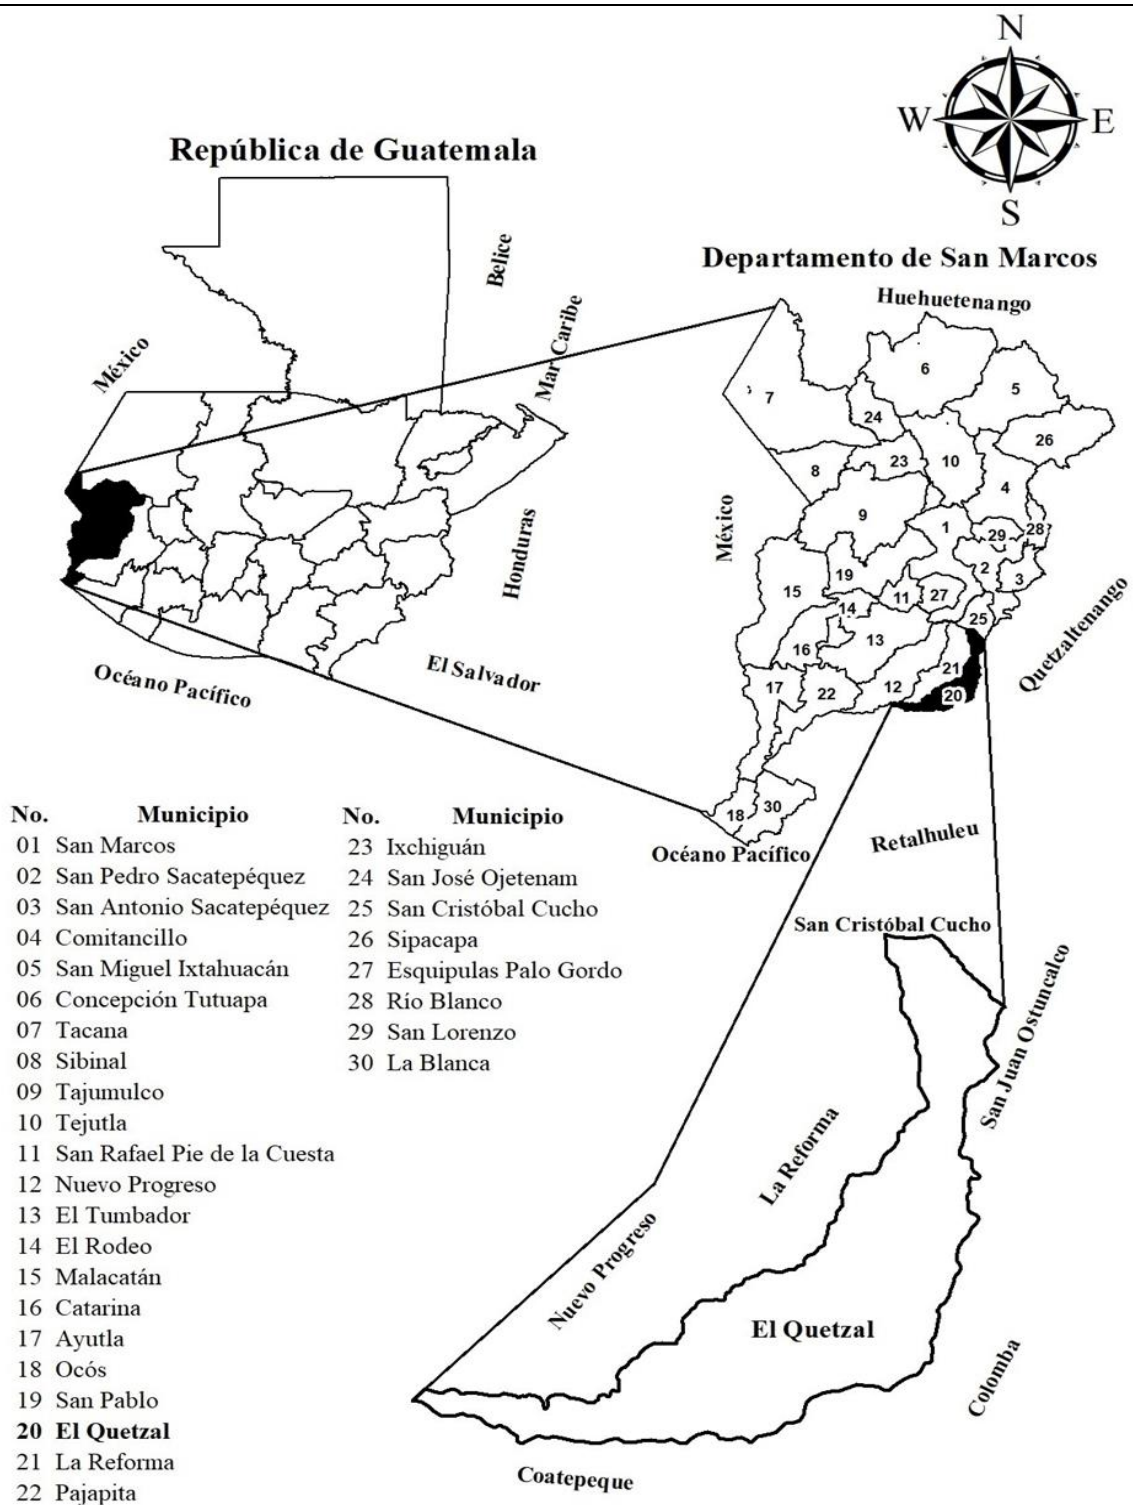 N
W E
S
República de Guatemala
Belice
Mar Caribe
México
Honduras
El Salvador
Océano Pacífico
Departamento de San Marcos
Huehuetenango
6
5
7
24
26
23
10
8
4
9
1
28
29
2
3
19
15
11
27
14
25
13
16
21
17
22
12
20
30
18
México
Quetzaltenango
Océano Pacífico
Retalhuleu
No. Municipio
01 San Marcos
02 San Pedro Sacatepéquez
03 San Antonio Sacatepéquez
04 Comitancillo
05 San Miguel Ixtahuacán
06 Concepción Tutuapa
07 Tacana
08 Sibinal
09 Tajumulco
10 Tejutla
11 San Rafael Pie de la Cuesta
12 Nuevo Progreso
13 El Tumbador
14 El Rodeo
15 Malacatán
16 Catarina
17 Ayutla
18 Ocós
19 San Pablo
20 El Quetzal
21 La Reforma
22 Pajapita
No. Municipio
23 Ixchiguán
24 San José Ojetenam
25 San Cristóbal Cucho
26 Sipacapa
27 Esquipulas Palo Gordo
28 Río Blanco
29 San Lorenzo
30 La Blanca
San Cristóbal Cucho
San Juan Ostuncalco
La Reforma
Nuevo Progreso
El Quetzal
Colomba
Coatepeque